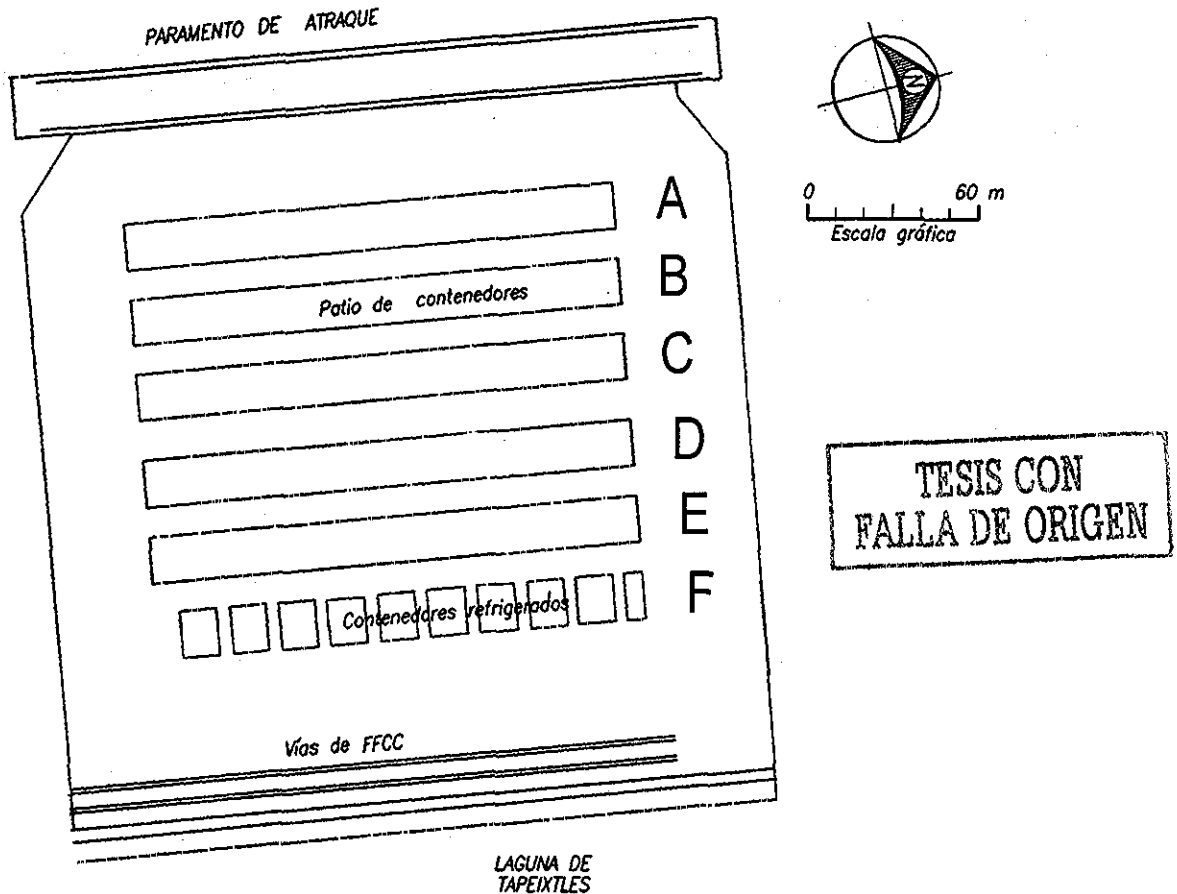 PARAMENTO DE ATRAQUE
N
0 60 m
Escala gráfica
A
B
Patio de contenedores
C
D
E
F
Contenedores refrigerados
TESIS CON
FALLA DE ORIGEN
Vías de FFCC
LAGUNA DE
TAPEIXTLES